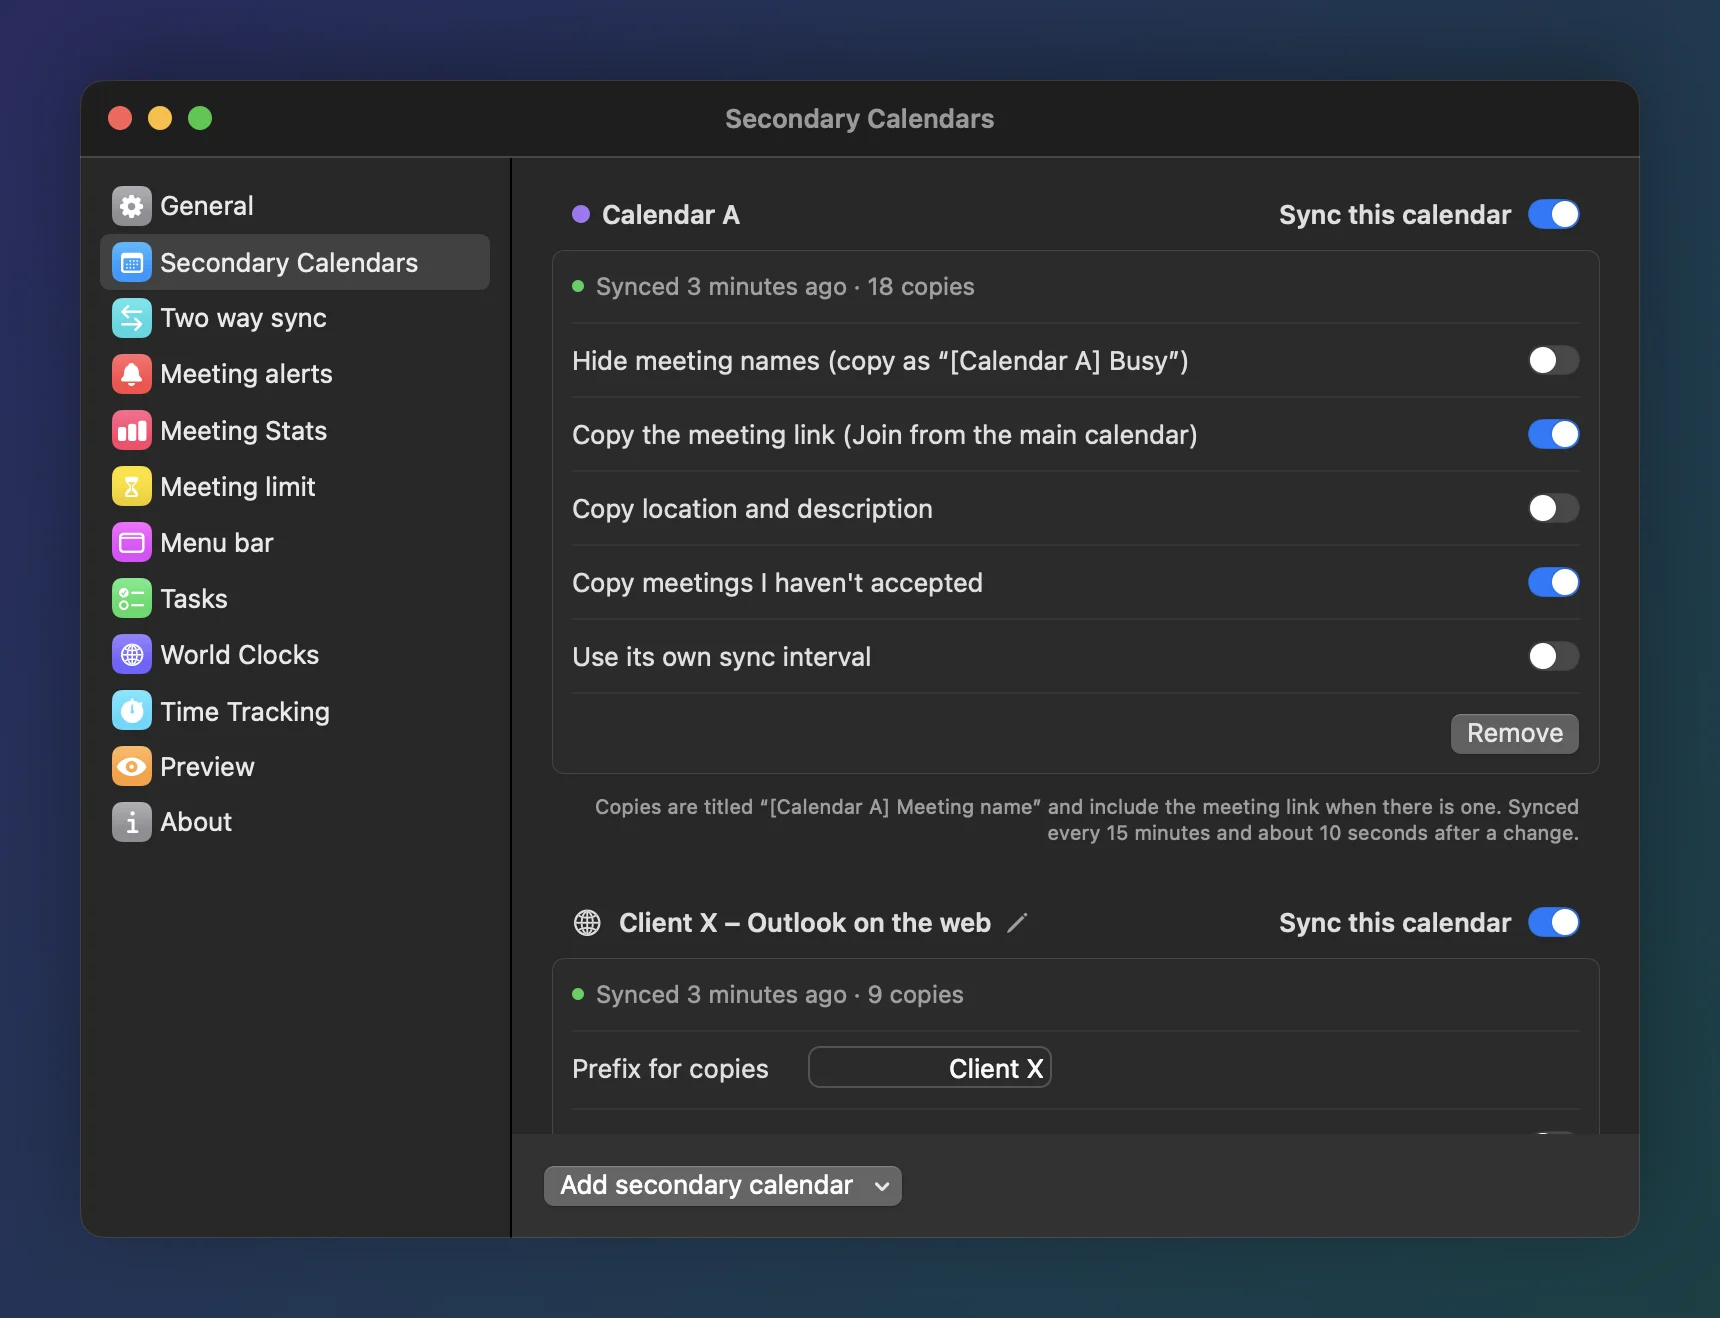 Secondary Calendars
General
Secondary Calendars
Two way sync
Meeting alerts
Meeting Stats
Meeting limit
Menu bar
Tasks
World Clocks
Time Tracking
Preview
About
Calendar A
Sync this calendar
Synced 3 minutes ago · 18 copies
Hide meeting names (copy as “[Calendar A] Busy”)
Copy the meeting link (Join from the main calendar)
Copy location and description
Copy meetings I haven't accepted
Use its own sync interval
Remove
Copies are titled “[Calendar A] Meeting name” and include the meeting link when there is one. Synced
every 15 minutes and about 10 seconds after a change.
Client X – Outlook on the web
Sync this calendar
Synced 3 minutes ago · 9 copies
Prefix for copies
Client X
Add secondary calendar